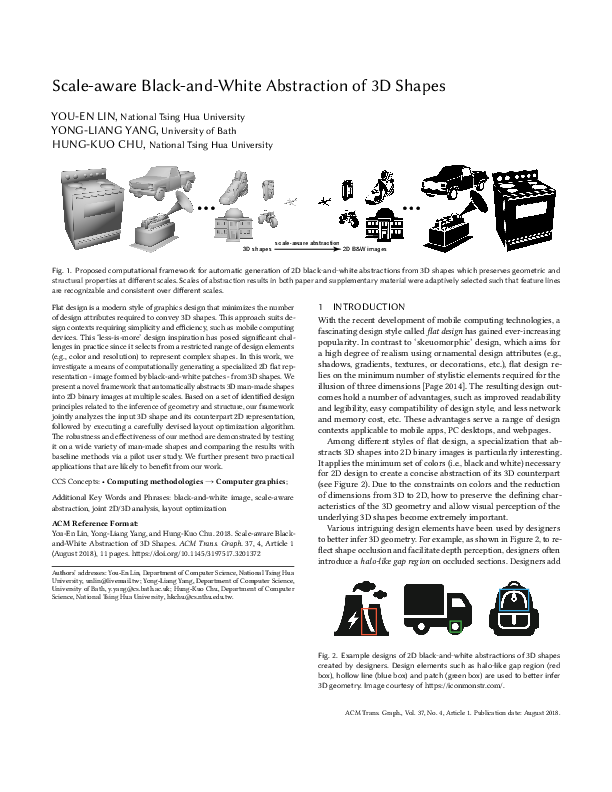 Scale-aware Black-and-White Abstraction of 3D Shapes
YOU-EN LIN, National Tsing Hua University
YONG-LIANG YANG, University of Bath
HUNG-KUO CHU, National Tsing Hua University
scale-aware abstraction
3D shapes
2D B&W images
Fig. 1. Proposed computational framework for automatic generation of 2D black-and-white abstractions from 3D shapes which preserves geometric and
structural properties at different scales. Scales of abstraction results in both paper and supplementary material were adaptively selected such that feature lines
are recognizable and consistent over different scales.
Flat design is a modern style of graphics design that minimizes the number
of design attributes required to convey 3D shapes. This approach suits de-
sign contexts requiring simplicity and efficiency, such as mobile computing
devices. This 'less-is-more' design inspiration has posed significant chal-
lenges in practice since it selects from a restricted range of design elements
(e.g., color and resolution) to represent complex shapes. In this work, we
investigate a means of computationally generating a specialized 2D flat rep-
resentation - image formed by black-and-white patches - from 3D shapes. We
present a novel framework that automatically abstracts 3D man-made shapes
into 2D binary images at multiple scales. Based on a set of identified design
principles related to the inference of geometry and structure, our framework
jointly analyzes the input 3D shape and its counterpart 2D representation,
followed by executing a carefully devised layout optimization algorithm.
The robustness and effectiveness of our method are demonstrated by testing
it on a wide variety of man-made shapes and comparing the results with
baseline methods via a pilot user study. We further present two practical
applications that are likely to benefit from our work.
CCS Concepts: • Computing methodologies → Computer graphics;
Additional Key Words and Phrases: black-and-white image, scale-aware
abstraction, joint 2D/3D analysis, layout optimization
ACM Reference Format:
You-En Lin, Yong-Liang Yang, and Hung-Kuo Chu. 2018. Scale-aware Black-
and-White Abstraction of 3D Shapes. ACM Trans. Graph. 37, 4, Article 1
(August 2018), 11 pages. https://doi.org/10.1145/3197517.3201372
Authors' addresses: You-En Lin, Department of Computer Science, National Tsing Hua
University, unlin@livemail.tw; Yong-Liang Yang, Department of Computer Science,
University of Bath, y.yang@cs.bath.ac.uk; Hung-Kuo Chu, Department of Computer
Science, National Tsing Hua University, hkchu@cs.nthu.edu.tw.
1 INTRODUCTION
With the recent development of mobile computing technologies, a
fascinating design style called flat design has gained ever-increasing
popularity. In contrast to 'skeuomorphic' design, which aims for
a high degree of realism using ornamental design attributes (e.g.,
shadows, gradients, textures, or decorations, etc.), flat design re-
lies on the minimum number of stylistic elements required for the
illusion of three dimensions [Page 2014]. The resulting design out-
comes hold a number of advantages, such as improved readability
and legibility, easy compatibility of design style, and less network
and memory cost, etc. These advantages serve a range of design
contexts applicable to mobile apps, PC desktops, and webpages.
Among different styles of flat design, a specialization that ab-
stracts 3D shapes into 2D binary images is particularly interesting.
It applies the minimum set of colors (i.e., black and white) necessary
for 2D design to create a concise abstraction of its 3D counterpart
(see Figure 2). Due to the constraints on colors and the reduction
of dimensions from 3D to 2D, how to preserve the defining char-
acteristics of the 3D geometry and allow visual perception of the
underlying 3D shapes become extremely important.
Various intriguing design elements have been used by designers
to better infer 3D geometry. For example, as shown in Figure 2, to re-
flect shape occlusion and facilitate depth perception, designers often
introduce a halo-like gap region on occluded sections. Designers add
Fig. 2. Example designs of 2D black-and-white abstractions of 3D shapes
created by designers. Design elements such as halo-like gap region (red
box), hollow line (blue box) and patch (green box) are used to better infer
3D geometry. Image courtesy of https://iconmonstr.com/.
ACM Trans. Graph., Vol. 37, No. 4, Article 1. Publication date: August 2018.